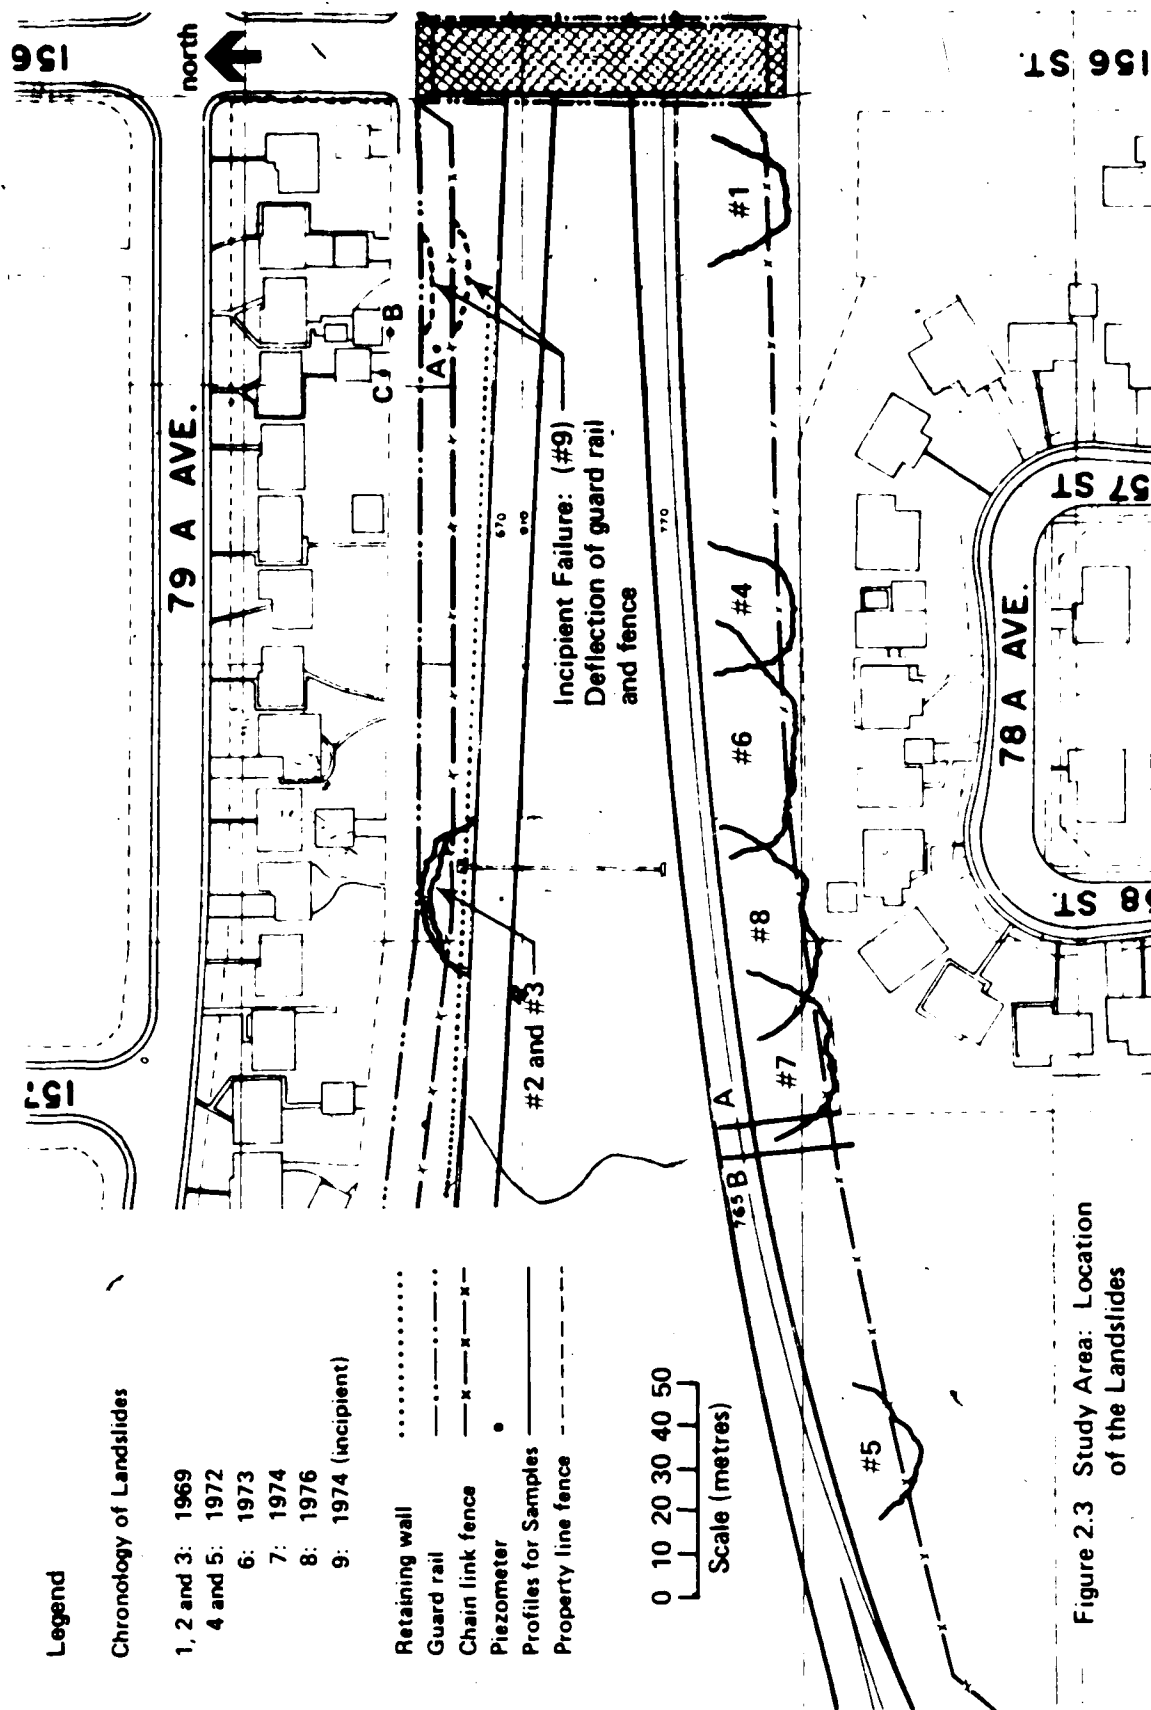 Legend
Chronology of Landslides
1, 2 and 3: 1969
4 and 5: 1972
6: 1973
7: 1974
8: 1976
9: 1974 (incipient)
Retaining wall
Guard rail
Chain link fence
Piezometer
Profiles for Samples
Property line fence
0 10 20 30 40 50
Scale (metres)
Figure 2.3 Study Area: Location
of the Landslides
north
156
79 A AVE.
156 ST.
57 ST
78 A AVE.
ST.
C
B
A
670
770
765
Incipient Failure: (#9)
Deflection of guard rail
and fence
#2 and #3
#1
#4
#6
#8
#7
#5
A
B